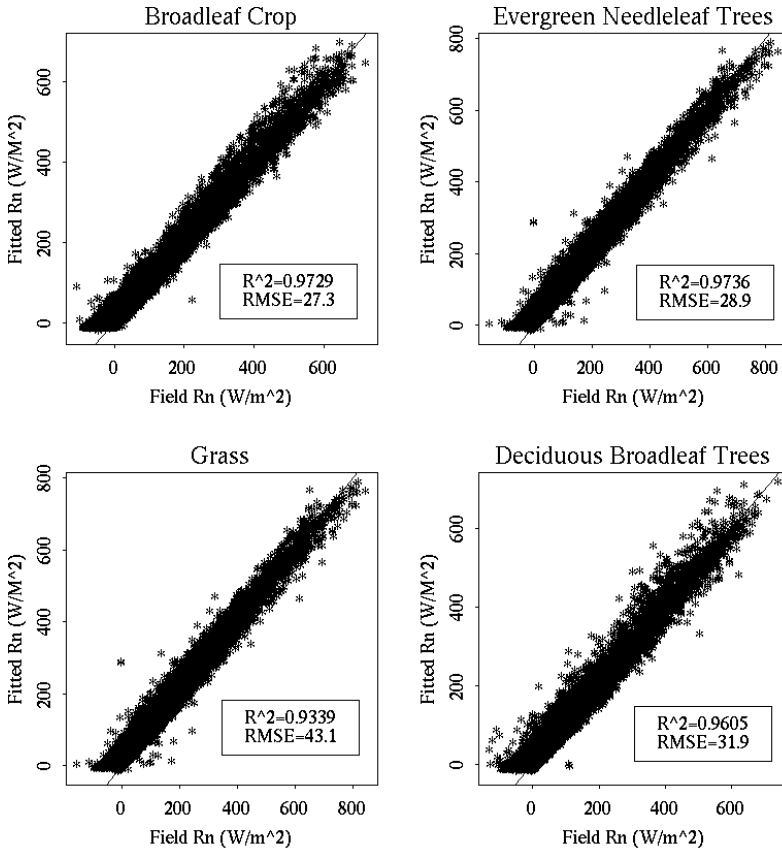 Broadleaf Crop
Fitted Rn (W/M^2)
600
400
200
0
R^2=0.9729
RMSE=27.3
0 200 400 600
Field Rn (W/m^2)
Evergreen Needleleaf Trees
Fitted Rn (W/M^2)
800
600
400
200
0
R^2=0.9736
RMSE=28.9
0 200 400 600 800
Field Rn (W/m^2)
Grass
Fitted Rn (W/M^2)
800
600
400
200
0
R^2=0.9339
RMSE=43.1
0 200 400 600 800
Field Rn (W/m^2)
Deciduous Broadleaf Trees
Fitted Rn (W/M^2)
600
400
200
0
R^2=0.9605
RMSE=31.9
0 200 400 600
Field Rn (W/m^2)